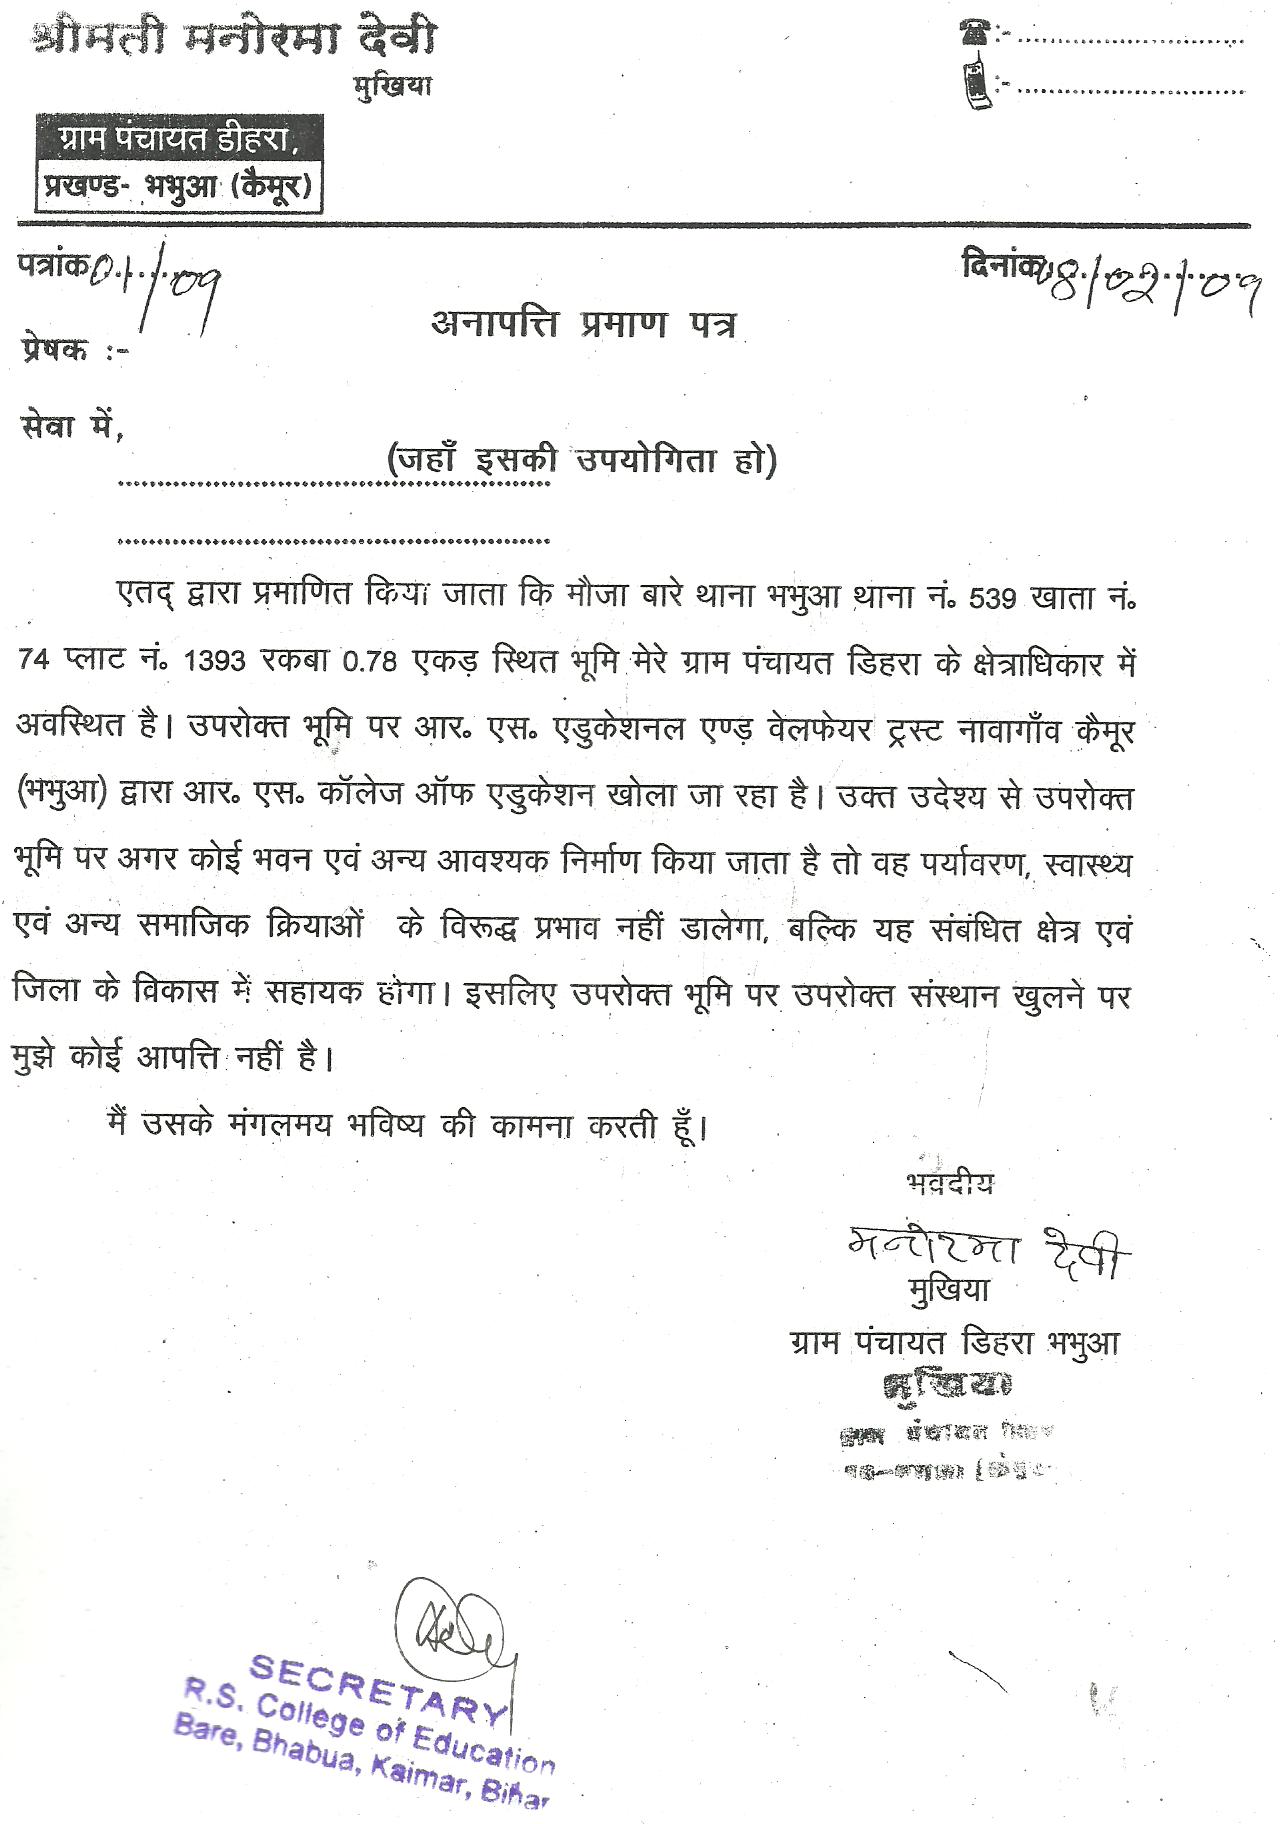 श्रीमती मनोरमा देवी
मुखिया
:- ........................
:- ........................
ग्राम पंचायत डीहरा,
प्रखण्ड- भभुआ (कैमूर)
पत्रांक 01/09
दिनांक 08/02/09
अनापत्ति प्रमाण पत्र
प्रेषक :-
सेवा में,
(जहाँ इसकी उपयोगिता हो)
एतद् द्वारा प्रमाणित किया जाता कि मौजा बारे थाना भभुआ थाना नं॰ 539 खाता नं॰
74 प्लाट नं॰ 1393 रकबा 0.78 एकड़ स्थित भूमि मेरे ग्राम पंचायत डिहरा के क्षेत्राधिकार में
अवस्थित है। उपरोक्त भूमि पर आर॰ एस॰ एडुकेशनल एण्ड़ वेलफेयर ट्रस्ट नावागाँव कैमूर
(भभुआ) द्वारा आर॰ एस॰ कॉलेज ऑफ एडुकेशन खोला जा रहा है। उक्त उदेश्य से उपरोक्त
भूमि पर अगर कोई भवन एवं अन्य आवश्यक निर्माण किया जाता है तो वह पर्यावरण, स्वास्थ्य
एवं अन्य समाजिक क्रियाओं के विरूद्ध प्रभाव नहीं डालेगा, बल्कि यह संबंधित क्षेत्र एवं
जिला के विकास में सहायक होगा। इसलिए उपरोक्त भूमि पर उपरोक्त संस्थान खुलने पर
मुझे कोई आपत्ति नहीं है।
मैं उसके मंगलमय भविष्य की कामना करती हूँ।
भवदीय
मनोरमा देवी
मुखिया
ग्राम पंचायत डिहरा भभुआ
मुखिया
ग्राम पंचायत
SECRETARY
R.S. College of Education
Bare, Bhabua, Kaimar, Bihar